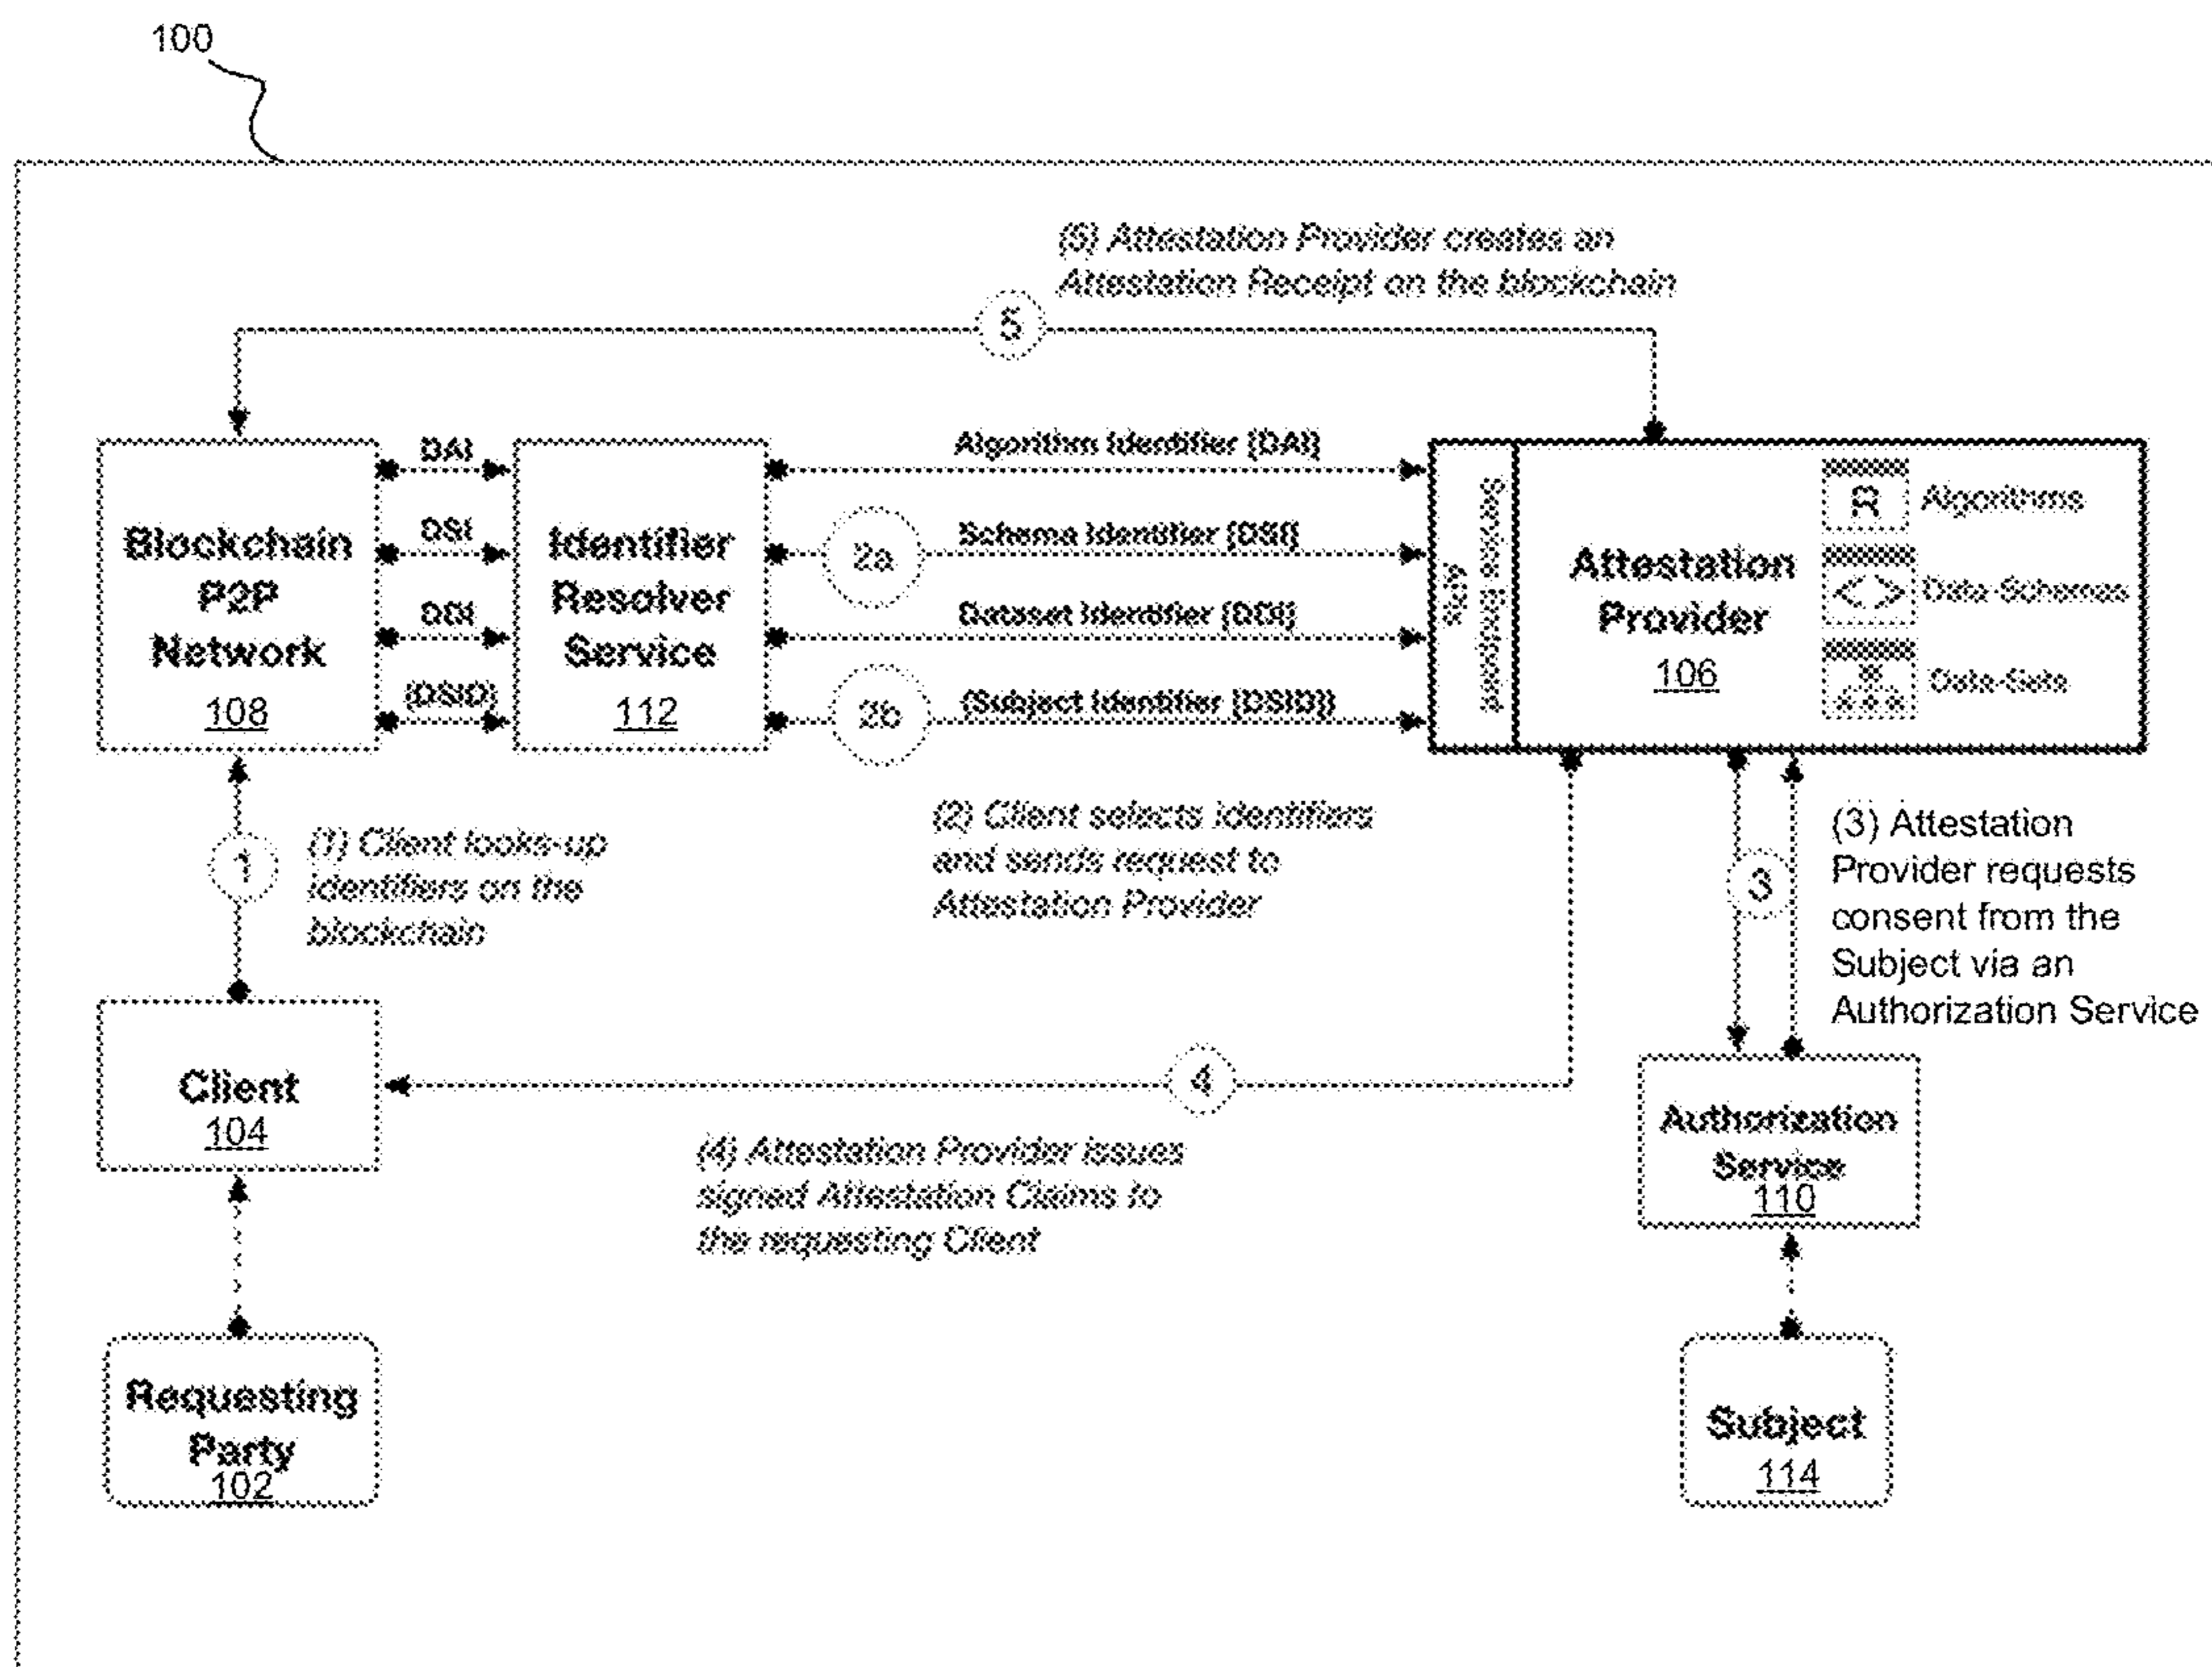 100
(5) Attestation Provider creates an
Attestation Receipt on the blockchain
5
DAI
DSI
DDI
(DSID)
Blockchain
P2P
Network
108
Identifier
Resolver
Service
112
Algorithm Identifier [DAI]
2a
Schema Identifier [DSI]
Dataset Identifier [DDI]
2b
(Subject Identifier [DSID])
Attestation
Provider
106
R
Algorithms
< >
Data-Schemas
Data-Sets
1
(1) Client looks-up
identifiers on the
blockchain
(2) Client selects identifiers
and sends request to
Attestation Provider
3
(3) Attestation
Provider requests
consent from the
Subject via an
Authorization Service
Client
104
4
(4) Attestation Provider issues
signed Attestation Claims to
the requesting Client
Authorization
Service
110
Requesting
Party
102
Subject
114